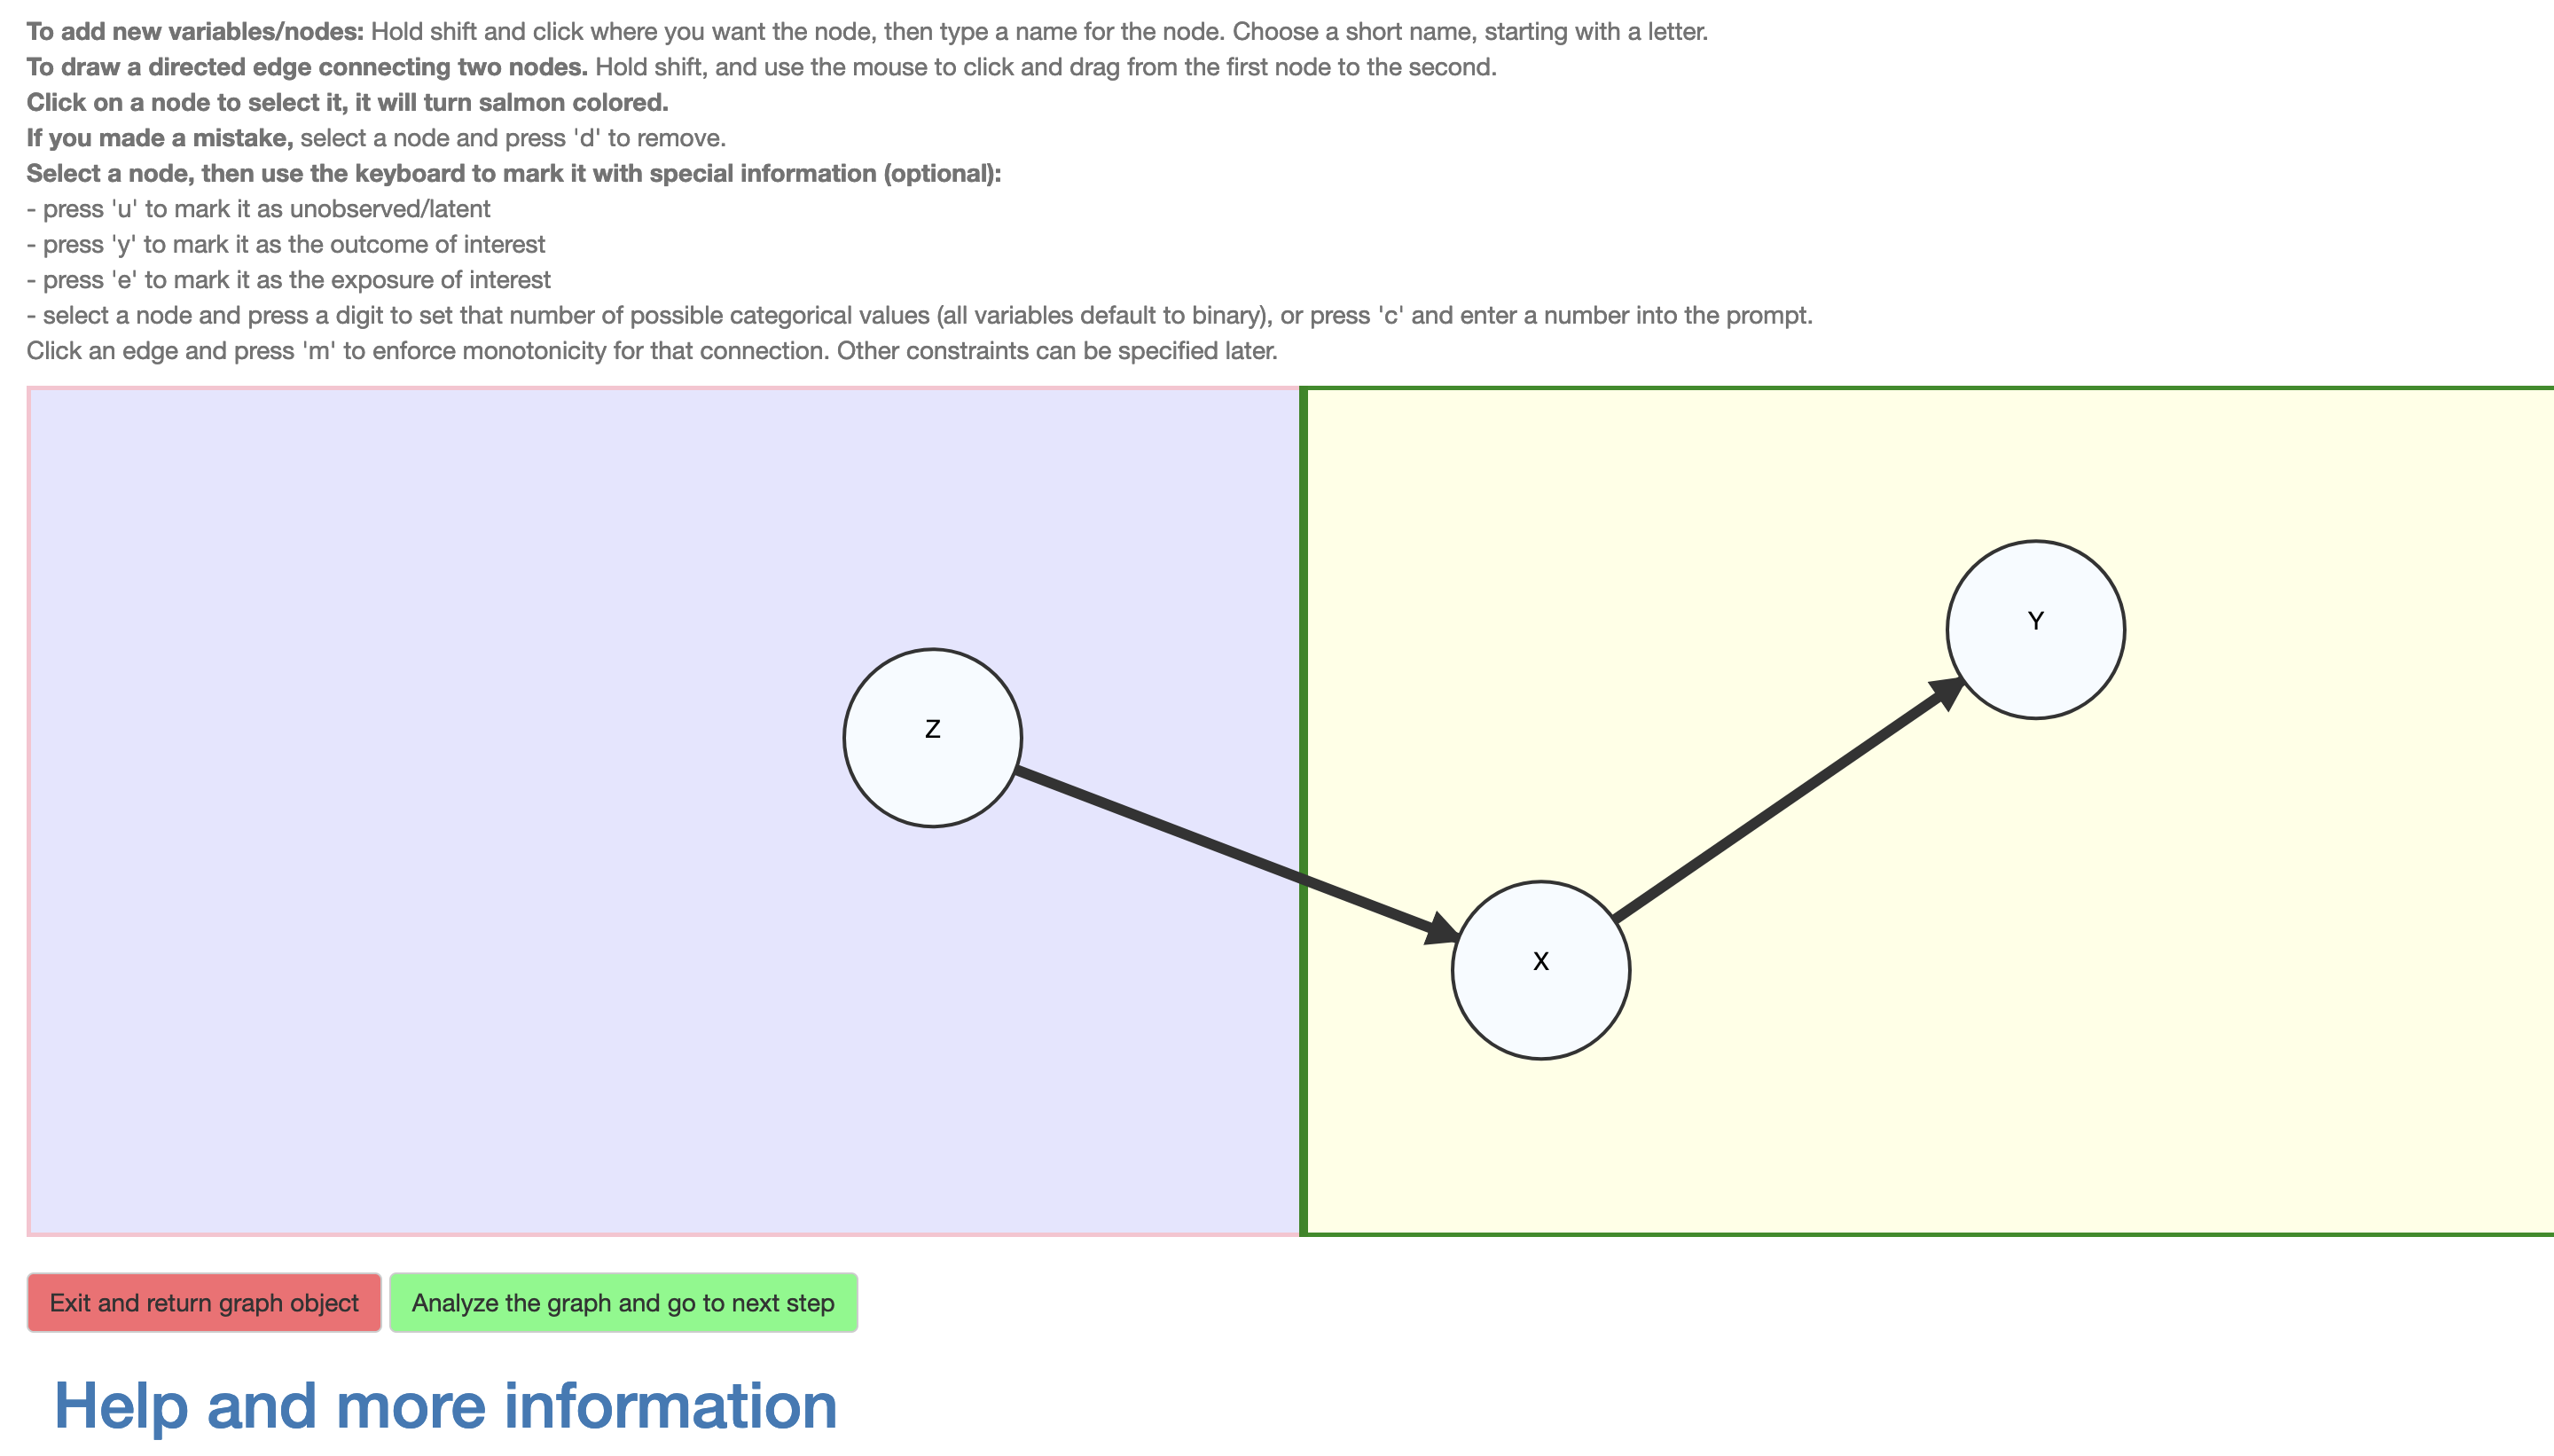 To add new variables/nodes: Hold shift and click where you want the node, then type a name for the node. Choose a short name, starting with a letter.
To draw a directed edge connecting two nodes. Hold shift, and use the mouse to click and drag from the first node to the second.
Click on a node to select it, it will turn salmon colored.
If you made a mistake, select a node and press 'd' to remove.
Select a node, then use the keyboard to mark it with special information (optional):
- press 'u' to mark it as unobserved/latent
- press 'y' to mark it as the outcome of interest
- press 'e' to mark it as the exposure of interest
- select a node and press a digit to set that number of possible categorical values (all variables default to binary), or press 'c' and enter a number into the prompt.
Click an edge and press 'm' to enforce monotonicity for that connection. Other constraints can be specified later.
Y
Z
X
Exit and return graph object
Analyze the graph and go to next step
Help and more information